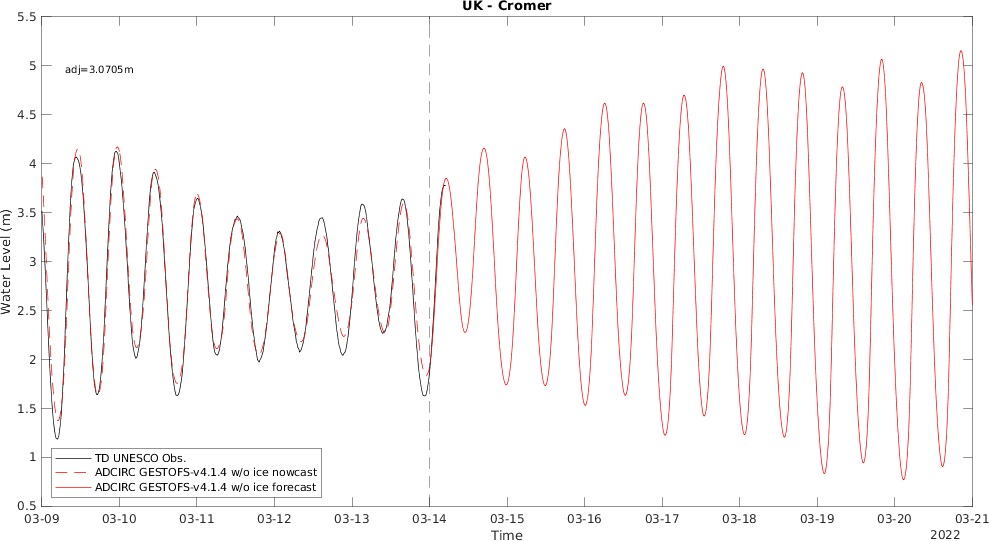 UK - Cromer
adj=3.0705m
Water Level (m)
5.5
5
4.5
4
3.5
3
2.5
2
1.5
1
0.5
TD UNESCO Obs.
ADCIRC GESTOFS-v4.1.4 w/o ice nowcast
ADCIRC GESTOFS-v4.1.4 w/o ice forecast
03-09 03-10 03-11 03-12 03-13 03-14 03-15 03-16 03-17 03-18 03-19 03-20 03-21
Time
2022